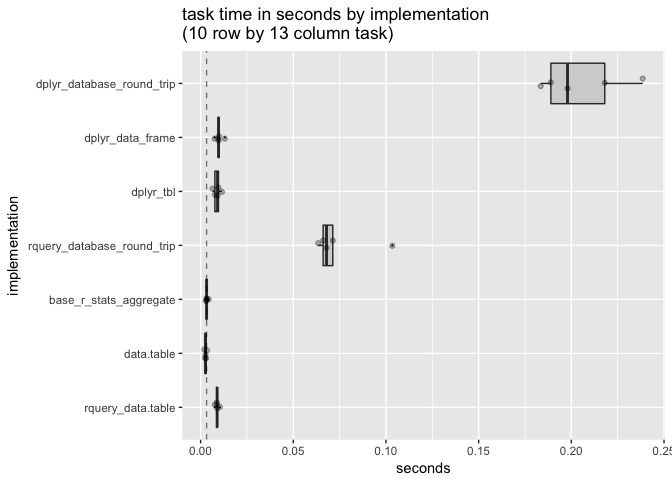 task time in seconds by implementation
(10 row by 13 column task)
dplyr_database_round_trip
dplyr_data_frame
dplyr_tbl
rquery_database_round_trip
base_r_stats_aggregate
data.table
rquery_data.table
implementation
0.00 0.05 0.10 0.15 0.20 0.25
seconds